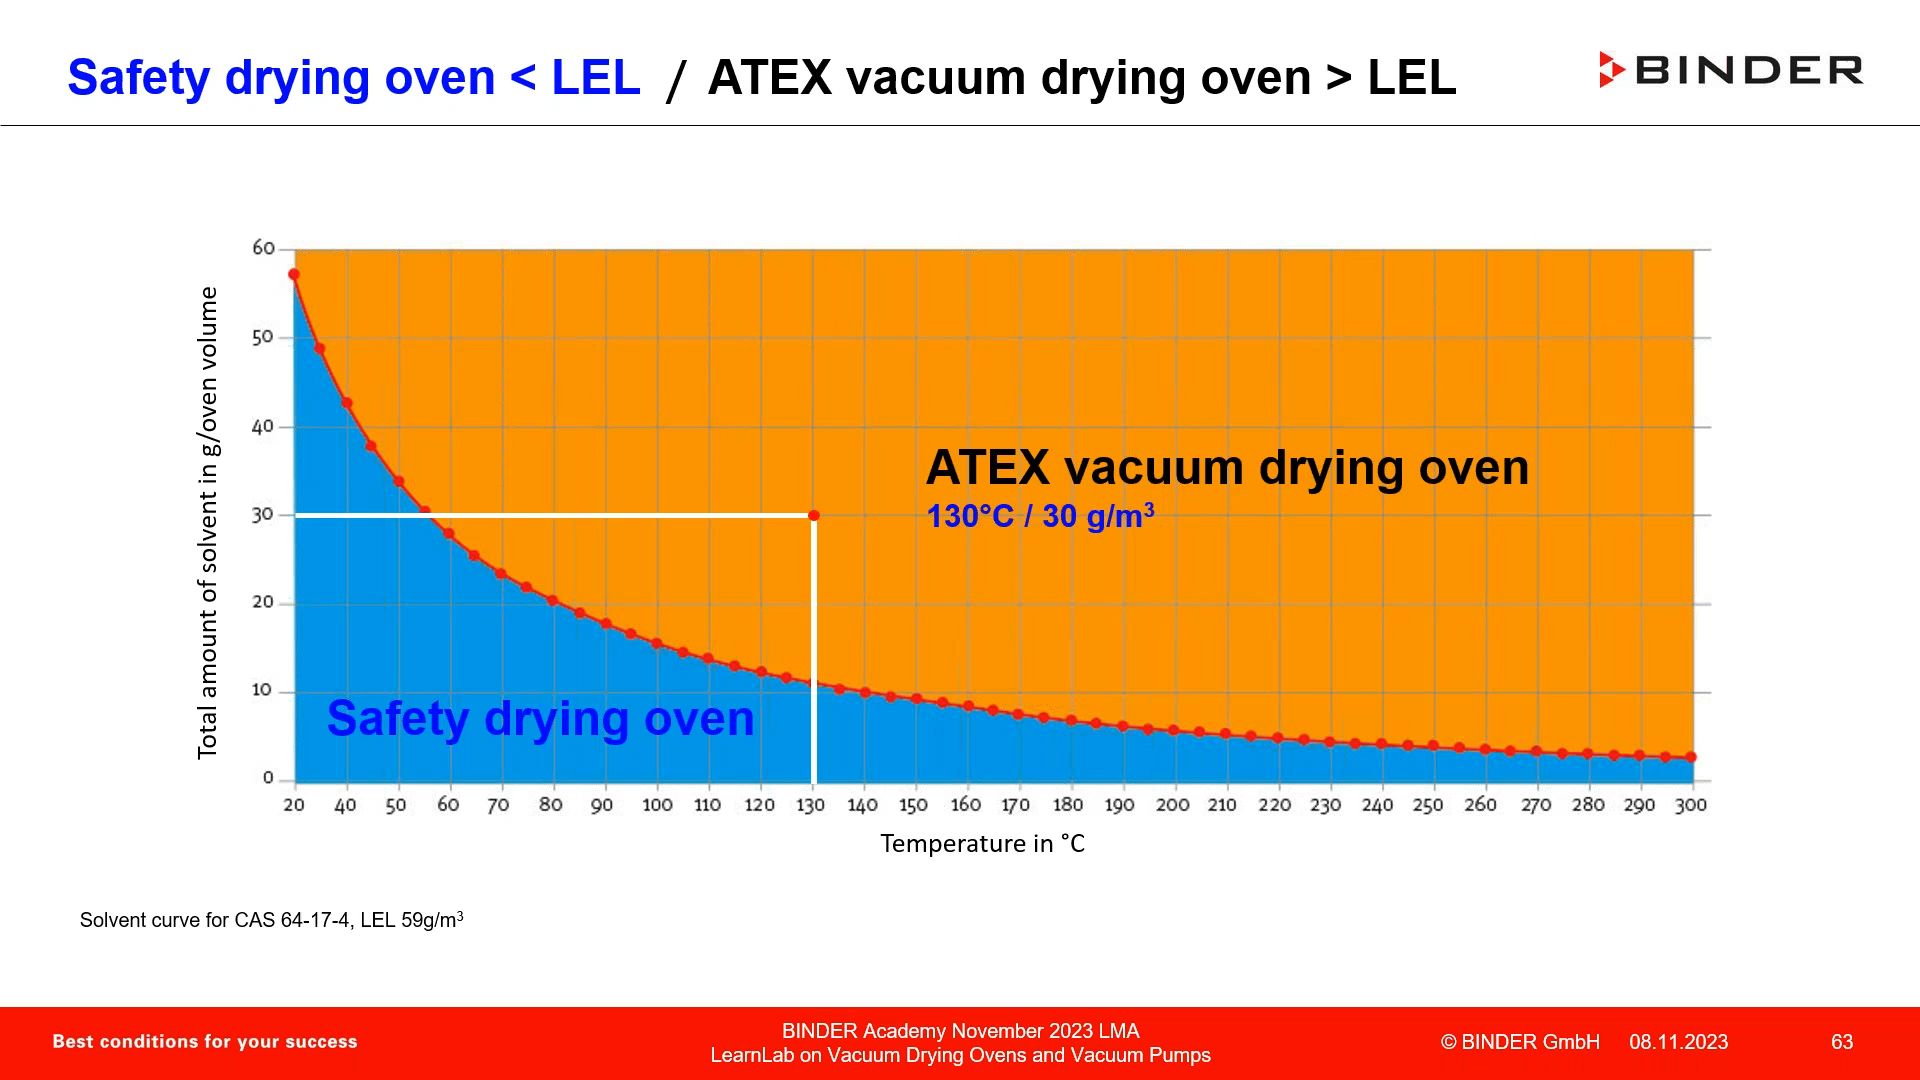 Safety drying oven < LEL / ATEX vacuum drying oven > LEL
BINDER
Total amount of solvent in g/oven volume
60
50
40
30
20
10
0
ATEX vacuum drying oven
130°C / 30 g/m³
Safety drying oven
20 40 50 60 70 80 90 100 110 120 130 140 150 160 170 180 190 200 210 220 230 240 250 260 270 280 290 300
Temperature in °C
Solvent curve for CAS 64-17-4, LEL 59g/m³
Best conditions for your success
BINDER Academy November 2023 LMA
LearnLab on Vacuum Drying Ovens and Vacuum Pumps
© BINDER GmbH 08.11.2023 63